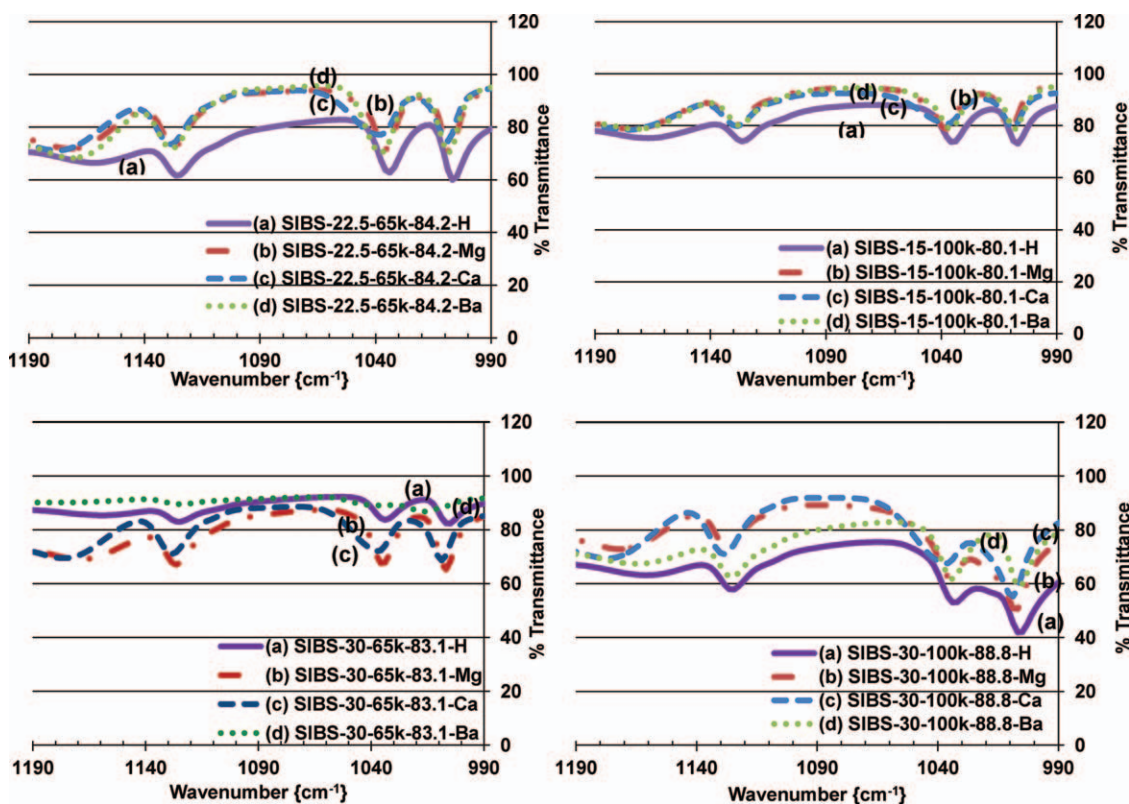 120
100
80
60
40
20
0
% Transmittance
(d)
(c)
(b)
(a)
(a) SIBS-22.5-65k-84.2-H
(b) SIBS-22.5-65k-84.2-Mg
(c) SIBS-22.5-65k-84.2-Ca
(d) SIBS-22.5-65k-84.2-Ba
1190 1140 1090 1040 990
Wavenumber {cm-1}
120
100
80
60
40
20
0
% Transmittance
(d)
(c)
(b)
(a)
(a) SIBS-15-100k-80.1-H
(b) SIBS-15-100k-80.1-Mg
(c) SIBS-15-100k-80.1-Ca
(d) SIBS-15-100k-80.1-Ba
1190 1140 1090 1040 990
Wavenumber {cm-1}
120
100
80
60
40
20
0
% Transmittance
(a)
(d)
(b)
(c)
(a) SIBS-30-65k-83.1-H
(b) SIBS-30-65k-83.1-Mg
(c) SIBS-30-65k-83.1-Ca
(d) SIBS-30-65k-83.1-Ba
1190 1140 1090 1040 990
Wavenumber {cm-1}
120
100
80
60
40
20
0
% Transmittance
(c)
(d)
(b)
(a)
(a) SIBS-30-100k-88.8-H
(b) SIBS-30-100k-88.8-Mg
(c) SIBS-30-100k-88.8-Ca
(d) SIBS-30-100k-88.8-Ba
1190 1140 1090 1040 990
Wavenumber {cm-1}